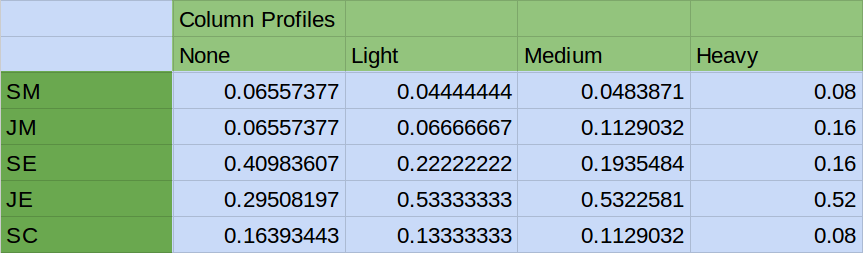 Column Profiles
None Light Medium Heavy
SM 0.06557377 0.04444444 0.0483871 0.08
JM 0.06557377 0.06666667 0.1129032 0.16
SE 0.40983607 0.22222222 0.1935484 0.16
JE 0.29508197 0.53333333 0.5322581 0.52
SC 0.16393443 0.13333333 0.1129032 0.08